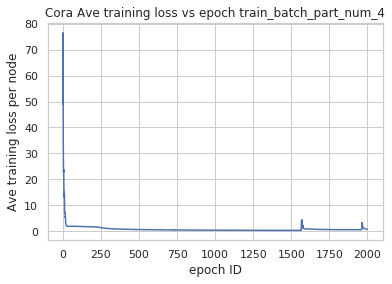 Cora Ave training loss vs epoch train_batch_part_num_4
Ave training loss per node
80
70
60
50
40
30
20
10
0
0 250 500 750 1000 1250 1500 1750 2000
epoch ID